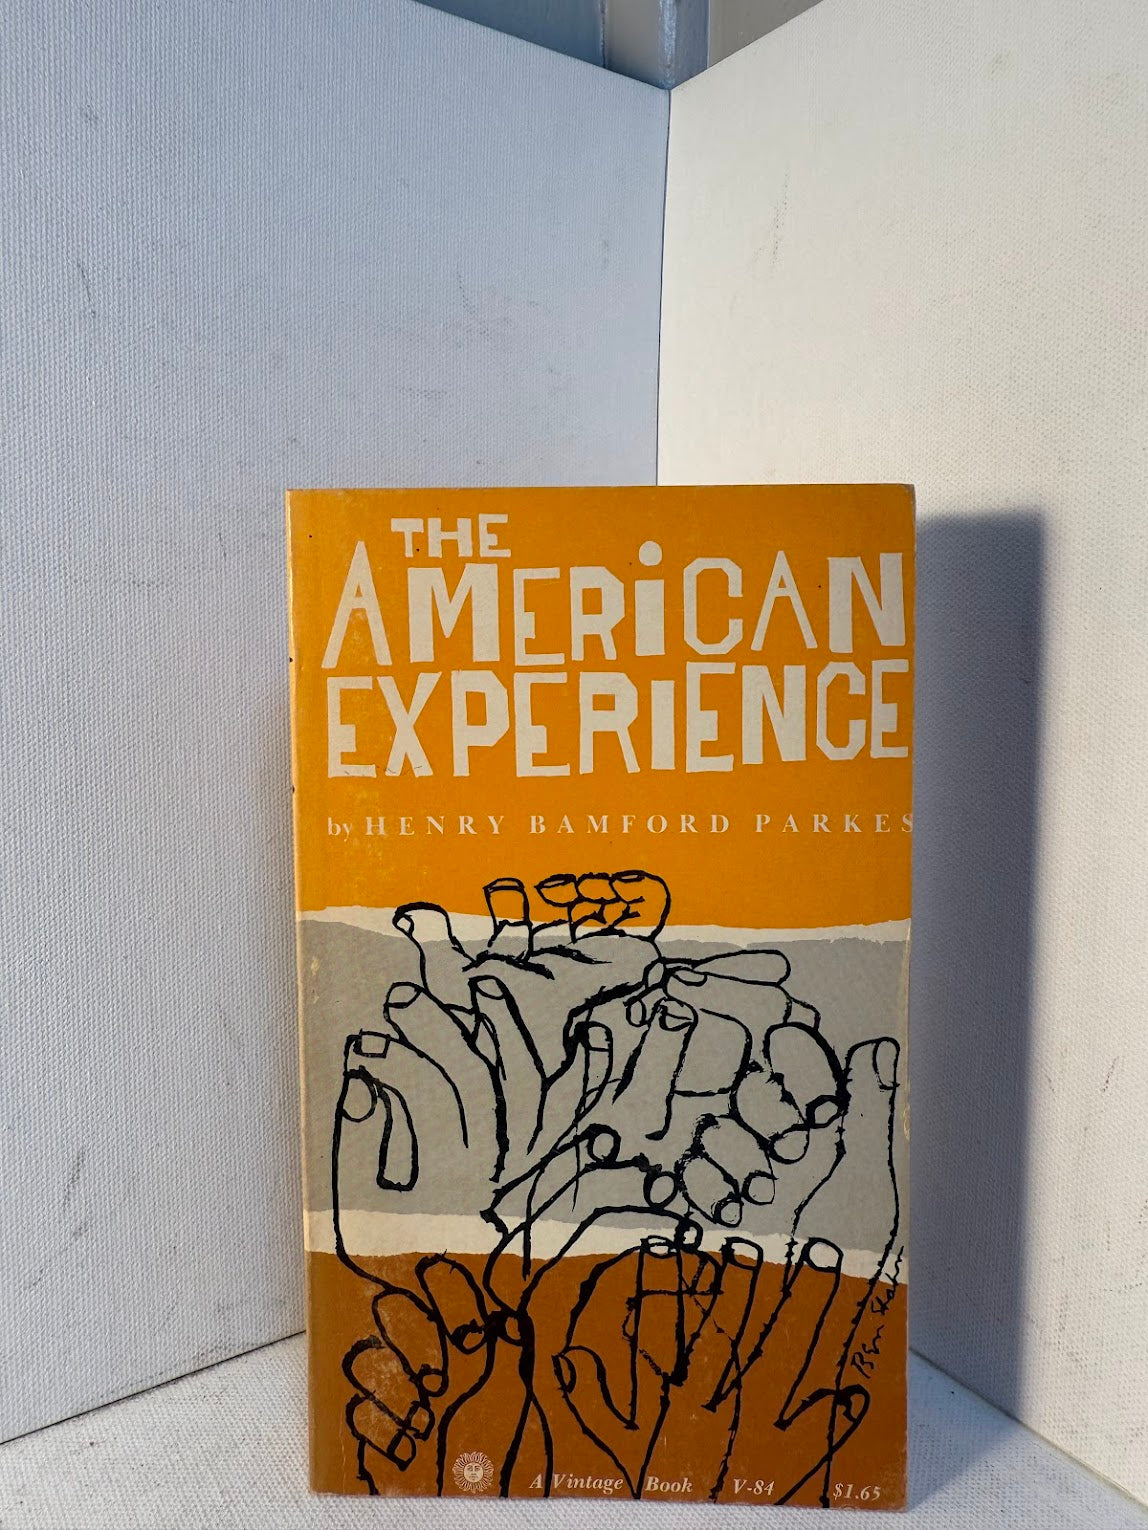 THE
AMERiCAN
EXPERIENCE
by HENRY BAMFORD PARKES
Ben Shahn
A Vintage Book V-84 $1.65